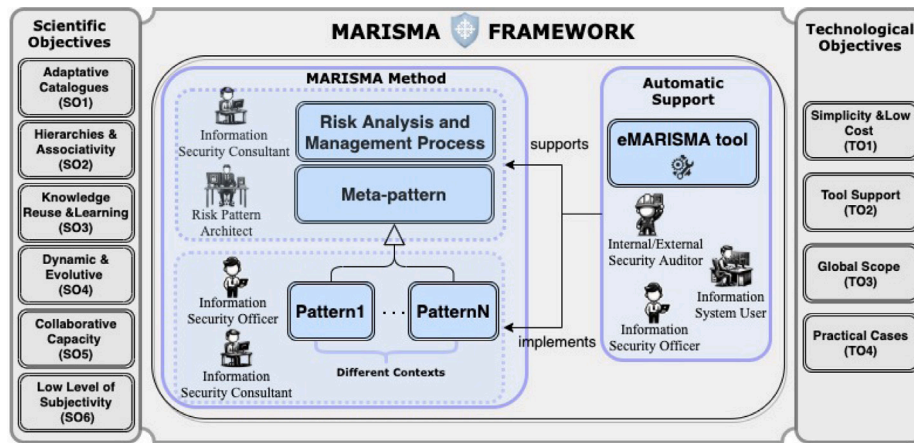 Scientific
Objectives
Adaptative
Catalogues
(SO1)
Hierarchies &
Associativity
(SO2)
Knowledge
Reuse &Learning
(SO3)
Dynamic &
Evolutive
(SO4)
Collaborative
Capacity
(SO5)
Low Level of
Subjectivity
(SO6)
MARISMA FRAMEWORK
MARISMA Method
Information
Security Consultant
Risk Analysis and
Management Process
Risk Pattern
Architect
Meta-pattern
Information
Security Officer
Information
Security Consultant
Pattern1
. . .
PatternN
Different Contexts
supports
implements
Automatic
Support
eMARISMA tool
Internal/External
Security Auditor
Information
System User
Information
Security Officer
Technological
Objectives
Simplicity &Low
Cost
(TO1)
Tool Support
(TO2)
Global Scope
(TO3)
Practical Cases
(TO4)